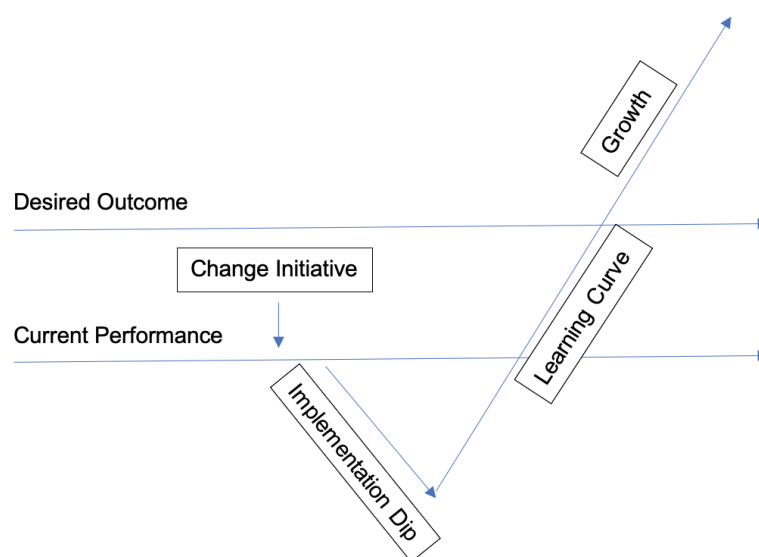 Growth
Desired Outcome
Change Initiative
Learning Curve
Current Performance
Implementation Dip